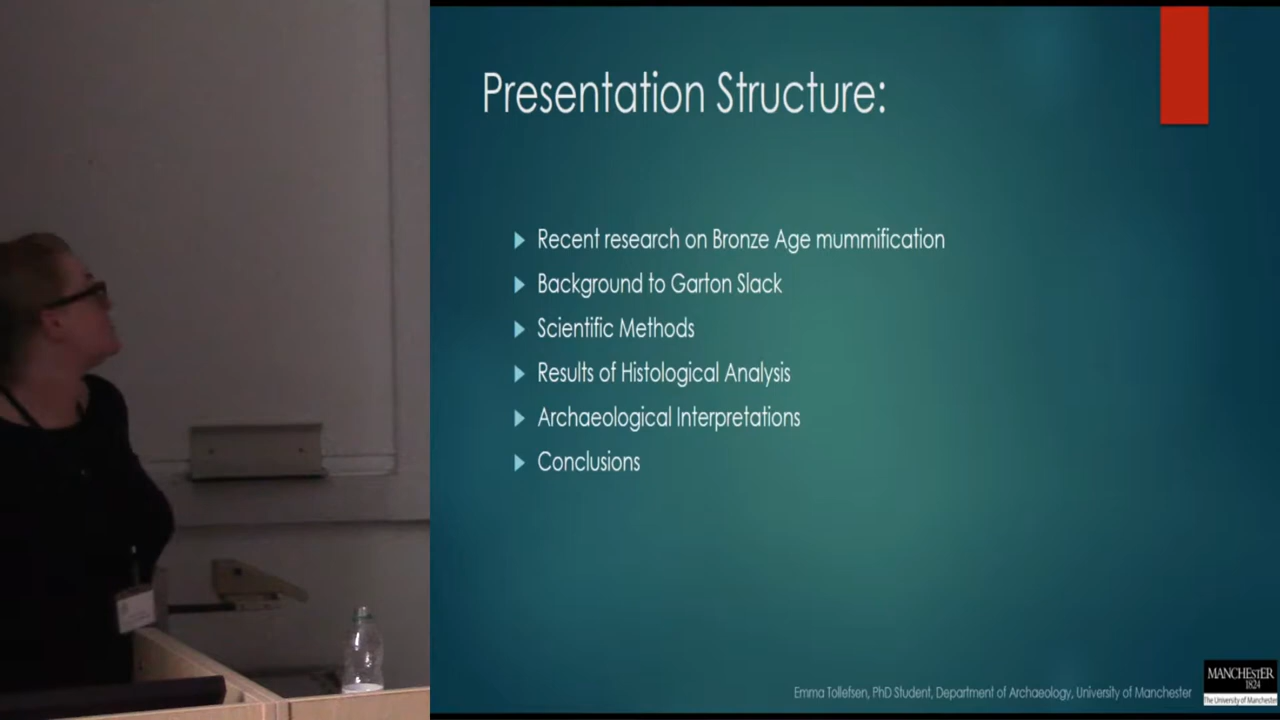 Presentation Structure:
Recent research on Bronze Age mummification
Background to Garton Slack
Scientific Methods
Results of Histological Analysis
Archaeological Interpretations
Conclusions
Emma Tollefsen, PhD Student, Department of Archaeology, University of Manchester
MANCHESTER
1824
The University of Manchester